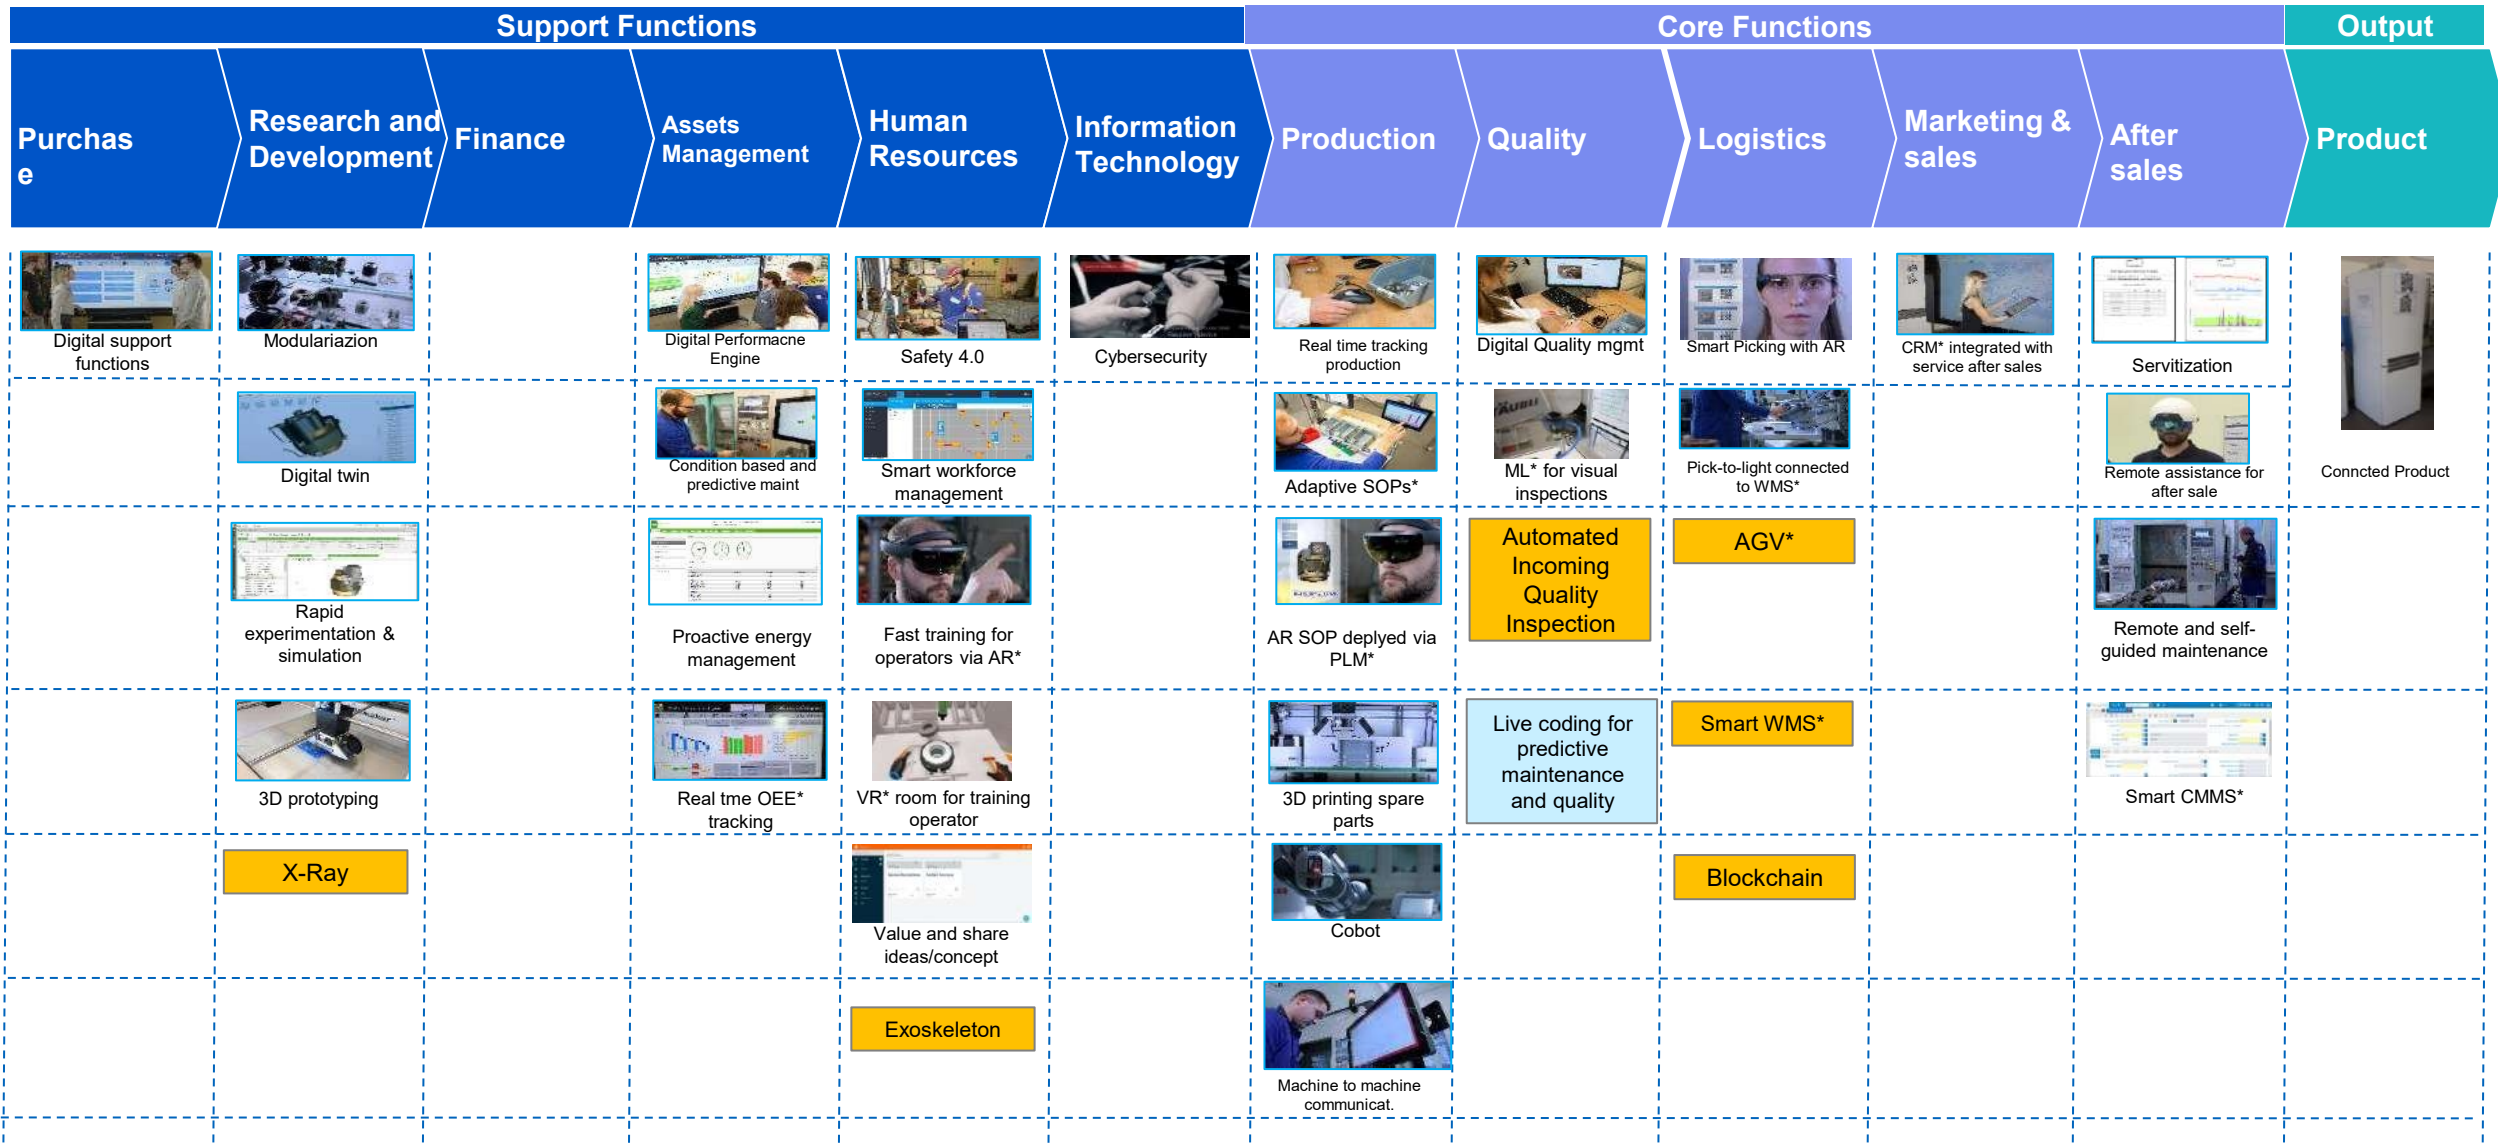 Support Functions
Core Functions
Output
Purchas
e
Research and
Development
Finance
Assets
Management
Human
Resources
Information
Technology
Production
Quality
Logistics
Marketing &
sales
After
sales
Product
Digital support
functions
Modulariazion
Digital Performacne
Engine
Safety 4.0
Cybersecurity
Real time tracking
production
Digital Quality mgmt
Smart Picking with AR
CRM* integrated with
service after sales
Servitization
Digital twin
Condition based and
predictive maint
Smart workforce
management
Adaptive SOPs*
ML* for visual
inspections
Pick-to-light connected
to WMS*
Remote assistance for
after sale
Conncted Product
Rapid
experimentation &
simulation
Proactive energy
management
Fast training for
operators via AR*
AR SOP deplyed via
PLM*
Automated
Incoming
Quality
Inspection
AGV*
Remote and self-
guided maintenance
3D prototyping
Real tme OEE*
tracking
VR* room for training
operator
3D printing spare
parts
Live coding for
predictive
maintenance
and quality
Smart WMS*
Smart CMMS*
X-Ray
Value and share
ideas/concept
Cobot
Blockchain
Exoskeleton
Machine to machine
communicat.